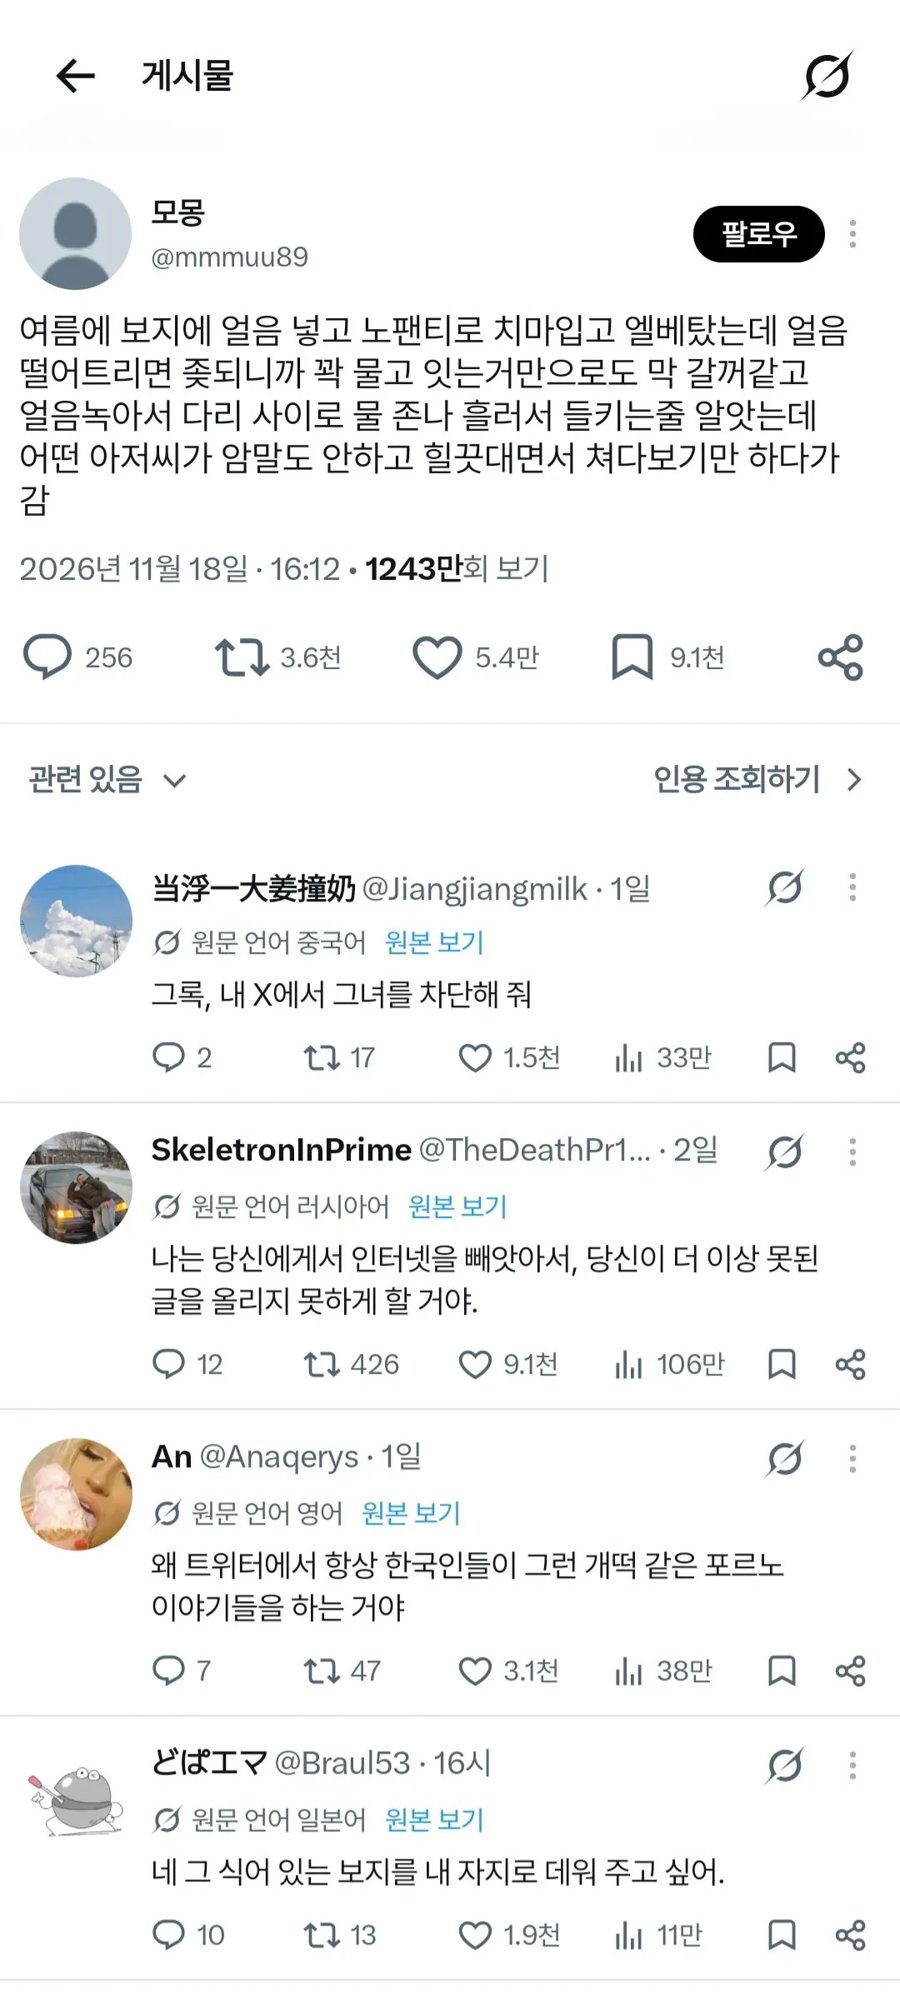 게시물
모몽
@mmmuu89
팔로우
여름에 보지에 얼음 넣고 노팬티로 치마입고 엘베탔는데 얼음
떨어트리면 좆되니까 꽉 물고 잇는거만으로도 막 갈꺼같고
얼음녹아서 다리 사이로 물 존나 흘러서 들키는줄 알앗는데
어떤 아저씨가 암말도 안하고 힐끗대면서 쳐다보기만 하다가
감
2026년 11월 18일 · 16:12 • 1243만회 보기
256 3.6천 5.4만 9.1천
관련 있음 인용 조회하기
当浮一大姜撞奶 @Jiangjiangmilk · 1일
원문 언어 중국어 원본 보기
그록, 내 X에서 그녀를 차단해 줘
2 17 1.5천 33만
SkeletronInPrime @TheDeathPr1... · 2일
원문 언어 러시아어 원본 보기
나는 당신에게서 인터넷을 빼앗아서, 당신이 더 이상 못된
글을 올리지 못하게 할 거야.
12 426 9.1천 106만
An @Anaqerys · 1일
원문 언어 영어 원본 보기
왜 트위터에서 항상 한국인들이 그런 개떡 같은 포르노
이야기들을 하는 거야
7 47 3.1천 38만
どぱエマ @Braul53 · 16시
원문 언어 일본어 원본 보기
네 그 식어 있는 보지를 내 자지로 데워 주고 싶어.
10 13 1.9천 11만